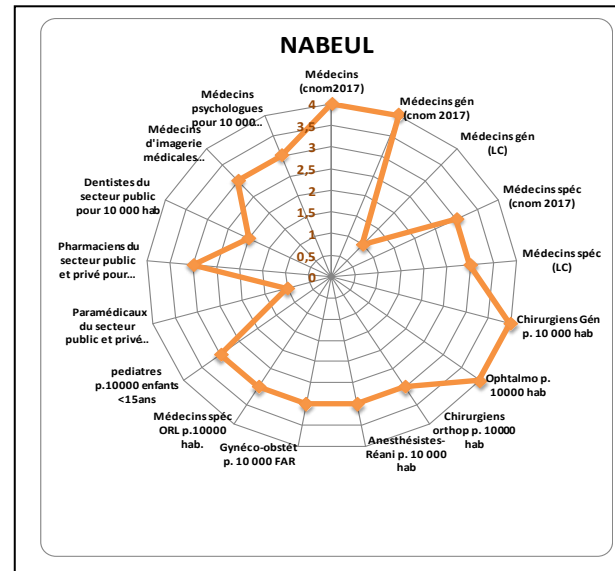 NABEUL
Médecins
(cnom2017)
Médecins gén
(cnom 2017)
Médecins gén
(LC)
Médecins spéc
(cnom 2017)
Médecins spéc
(LC)
Chirurgiens Gén
p. 10 000 hab
Ophtalmo p.
10000 hab
Chirurgiens
orthop p. 10000
hab
Anesthésistes-
Réani p. 10 000
hab
Gynéco-obstét
p. 10 000 FAR
Médecins spéc
ORL p.10000
hab.
pediatres
p.10000 enfants
<15ans
Paramédicaux du
secteur public et
public et privé…
Pharmaciens du
secteur public
et privé pour…
Dentistes du
secteur public
pour 10 000 hab
Médecins
d'imagerie
médicales…
Médecins
psychologues
pour 10 000…
4
3,5
3
2,5
2
1,5
1
0,5
0